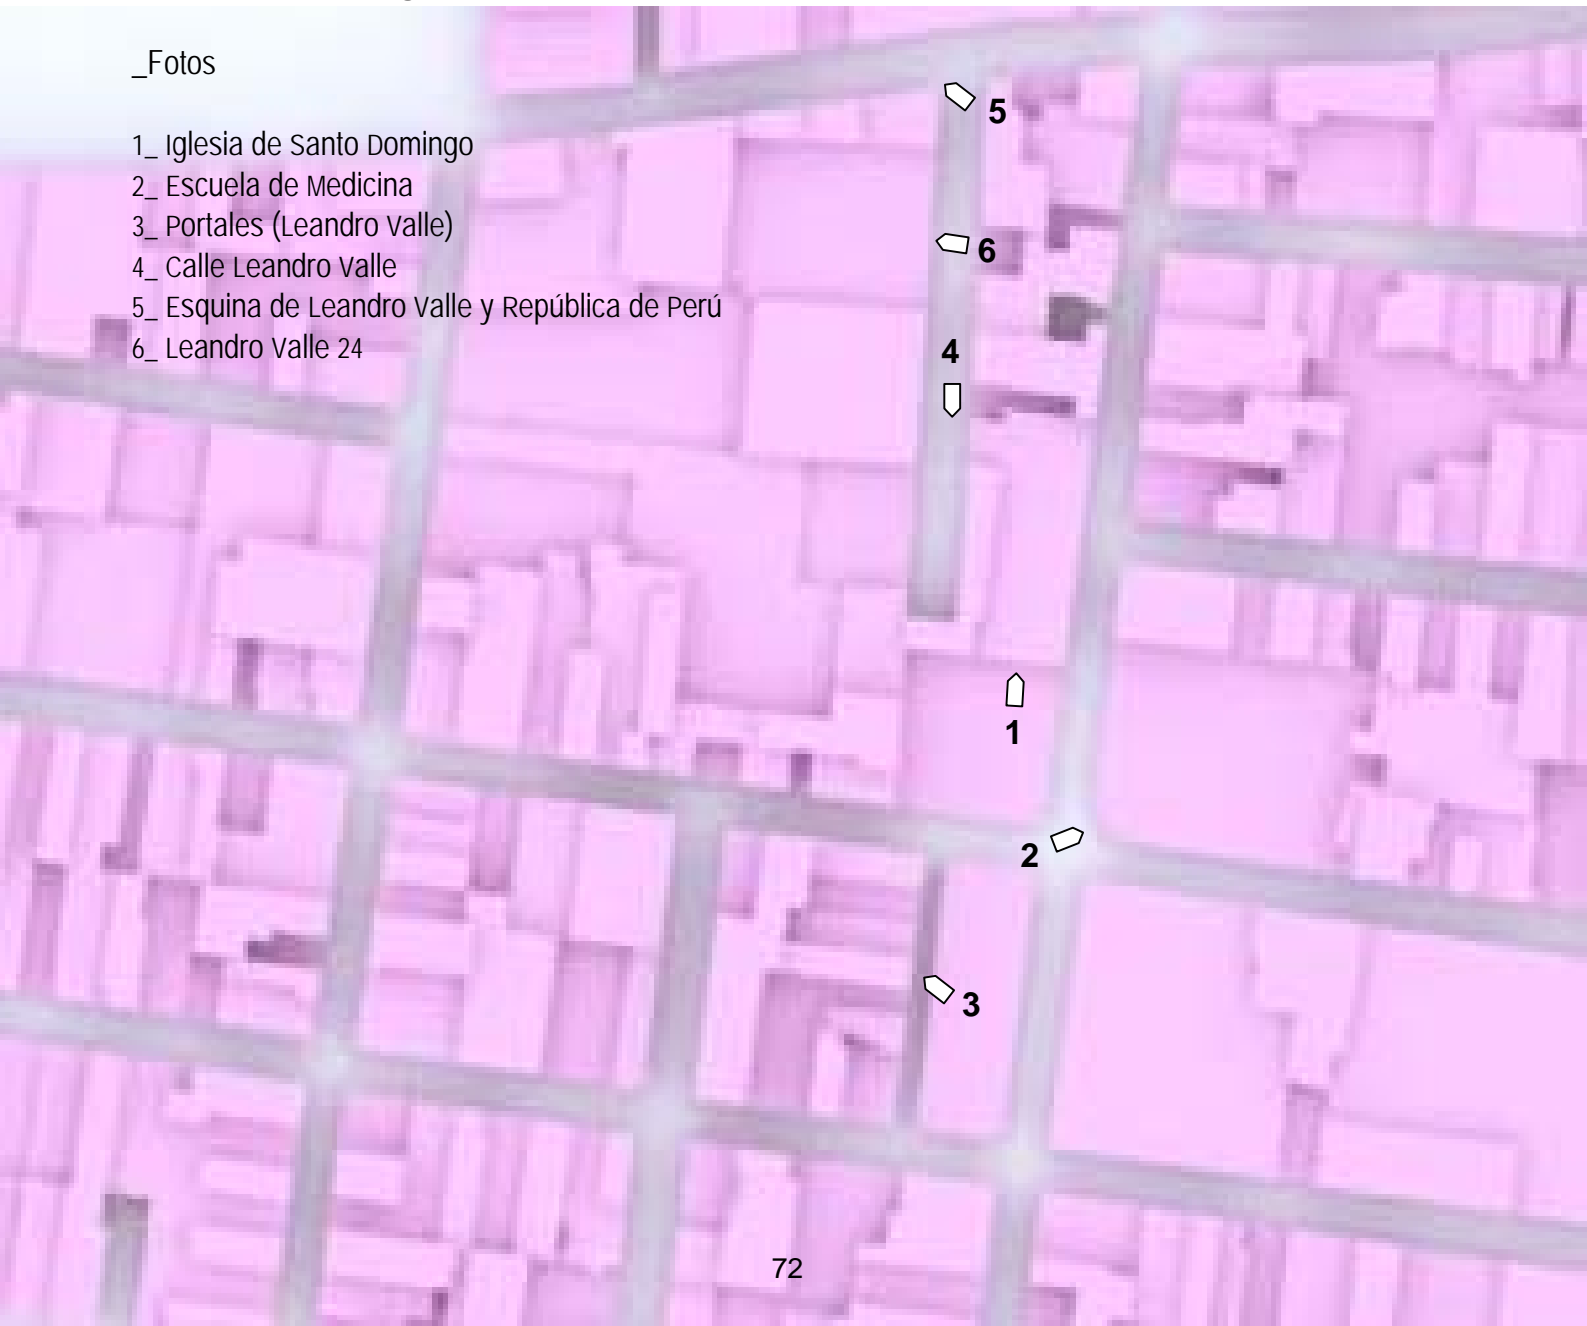 _Fotos
1_ Iglesia de Santo Domingo
2_ Escuela de Medicina
3_ Portales (Leandro Valle)
4_ Calle Leandro Valle
5_ Esquina de Leandro Valle y República de Perú
6_ Leandro Valle 24
5
6
4
1
2
3
72